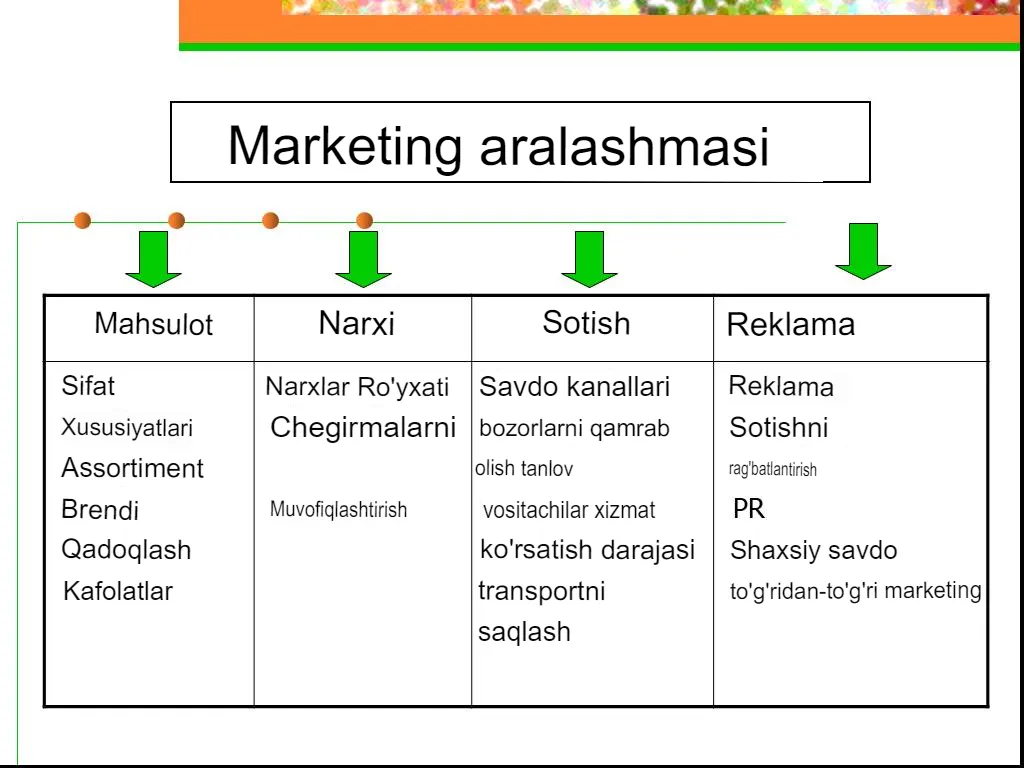 Marketing aralashmasi
Mahsulot
Narxi
Sotish
Reklama
Sifat
Xususiyatlari
Assortiment
Brendi
Qadoqlash
Kafolatlar
Narxlar Ro'yxati
Chegirmalarni
Muvofiqlashtirish
Savdo kanallari
bozorlarni qamrab
olish tanlov
vositachilar xizmat
ko'rsatish darajasi
transportni
saqlash
Reklama
Sotishni
rag'batlantirish
PR
Shaxsiy savdo
to'g'ridan-to'g'ri marketing